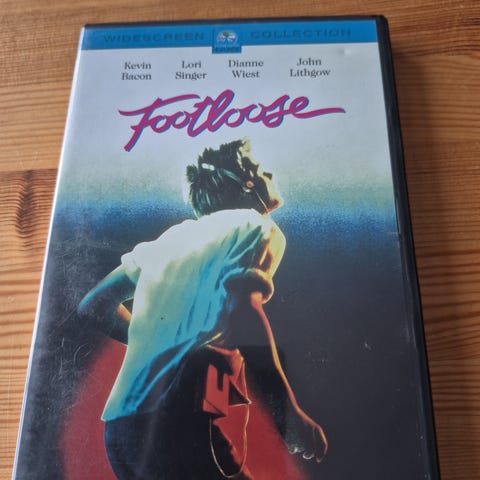 WIDESCREEN COLLECTION
Kevin Lori Dianne John
Bacon Singer Wiest Lithgow
Footloose